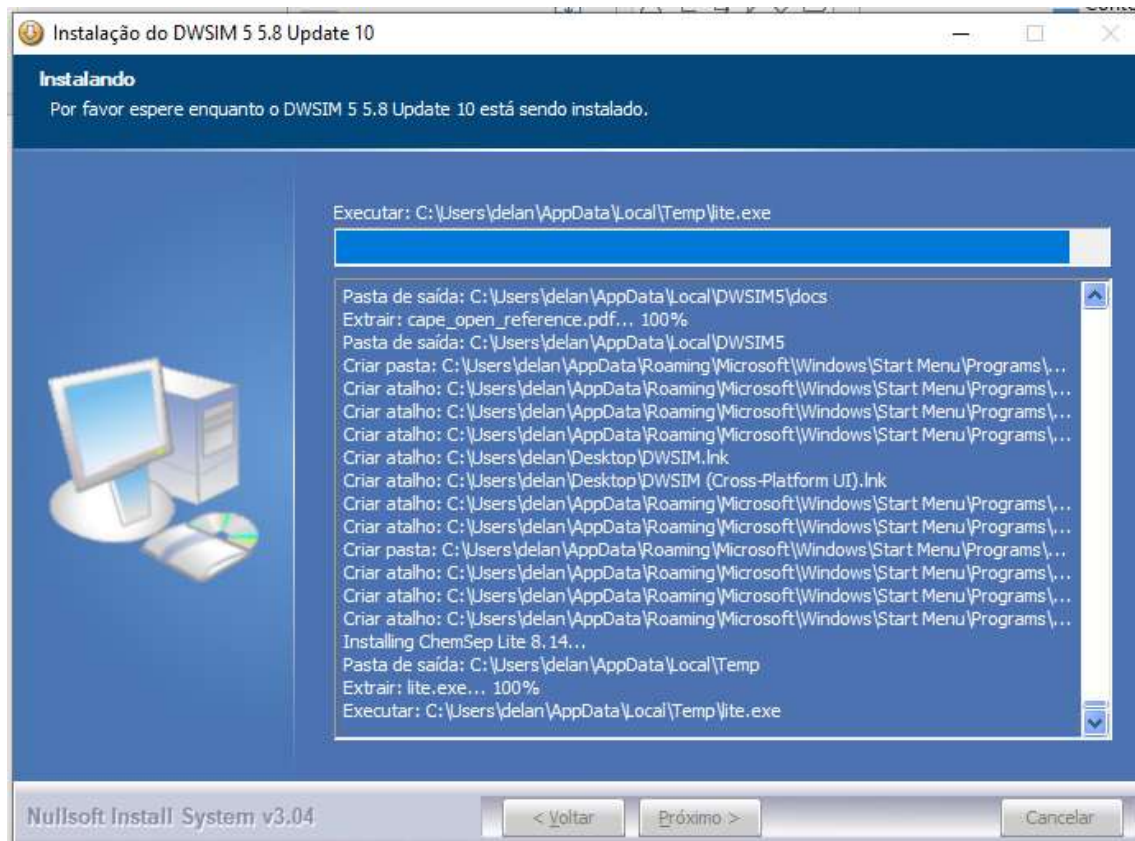 Instalação do DWSIM 5 5.8 Update 10
Instalando
Por favor espere enquanto o DWSIM 5 5.8 Update 10 está sendo instalado.
Executar: C:\Users\delan\AppData\Local\Temp\lite.exe
Pasta de saída: C:\Users\delan\AppData\Local\DWSIM5\docs
Extrair: cape_open_reference.pdf... 100%
Pasta de saída: C:\Users\delan\AppData\Local\DWSIM5
Criar pasta: C:\Users\delan\AppData\Roaming\Microsoft\Windows\Start Menu\Programs\...
Criar atalho: C:\Users\delan\AppData\Roaming\Microsoft\Windows\Start Menu\Programs\...
Criar atalho: C:\Users\delan\AppData\Roaming\Microsoft\Windows\Start Menu\Programs\...
Criar atalho: C:\Users\delan\AppData\Roaming\Microsoft\Windows\Start Menu\Programs\...
Criar atalho: C:\Users\delan\Desktop\DWSIM.lnk
Criar atalho: C:\Users\delan\Desktop\DWSIM (Cross-Platform UI).lnk
Criar atalho: C:\Users\delan\AppData\Roaming\Microsoft\Windows\Start Menu\Programs\...
Criar atalho: C:\Users\delan\AppData\Roaming\Microsoft\Windows\Start Menu\Programs\...
Criar pasta: C:\Users\delan\AppData\Roaming\Microsoft\Windows\Start Menu\Programs\...
Criar atalho: C:\Users\delan\AppData\Roaming\Microsoft\Windows\Start Menu\Programs\...
Criar atalho: C:\Users\delan\AppData\Roaming\Microsoft\Windows\Start Menu\Programs\...
Criar atalho: C:\Users\delan\AppData\Roaming\Microsoft\Windows\Start Menu\Programs\...
Installing ChemSep Lite 8.14...
Pasta de saída: C:\Users\delan\AppData\Local\Temp
Extrair: lite.exe... 100%
Executar: C:\Users\delan\AppData\Local\Temp\lite.exe
Nullsoft Install System v3.04
< Voltar
Próximo >
Cancelar